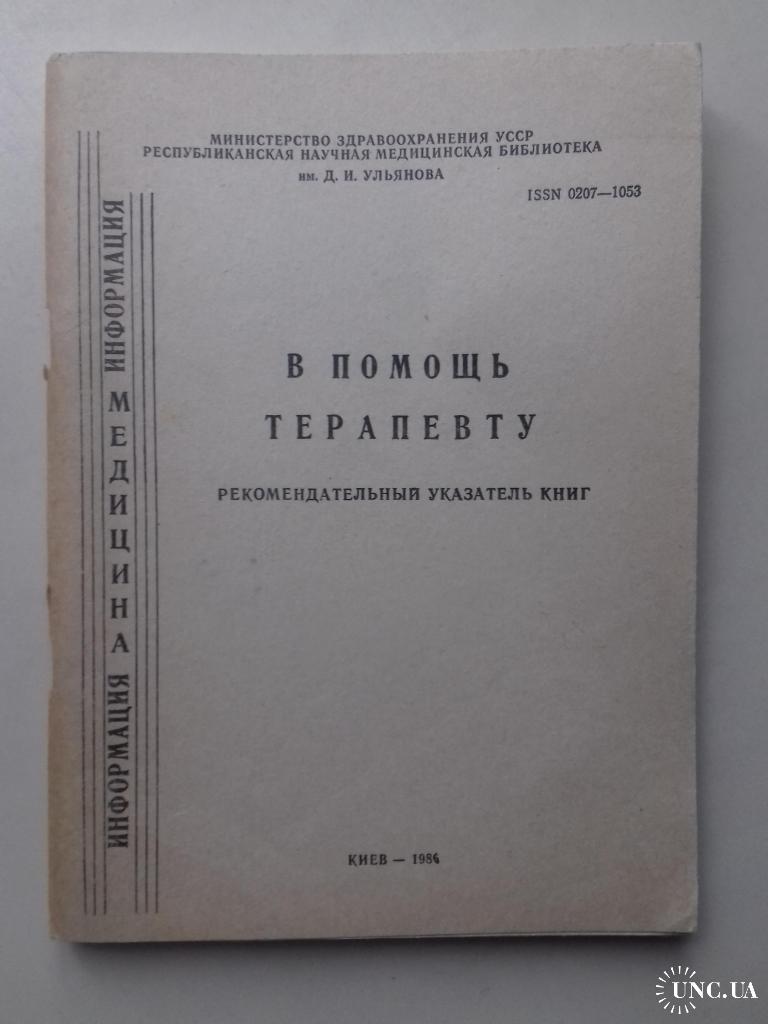 МИНИСТЕРСТВО ЗДРАВООХРАНЕНИЯ УССР
РЕСПУБЛИКАНСКАЯ НАУЧНАЯ МЕДИЦИНСКАЯ БИБЛИОТЕКА
им. Д. И. УЛЬЯНОВА
ISSN 0207—1053
ИНФОРМАЦИЯ
МЕДИЦИНА
ИНФОРМАЦИЯ
В ПОМОЩЬ
ТЕРАПЕВТУ
РЕКОМЕНДАТЕЛЬНЫЙ УКАЗАТЕЛЬ КНИГ
КИЕВ — 1986
UNC.UA